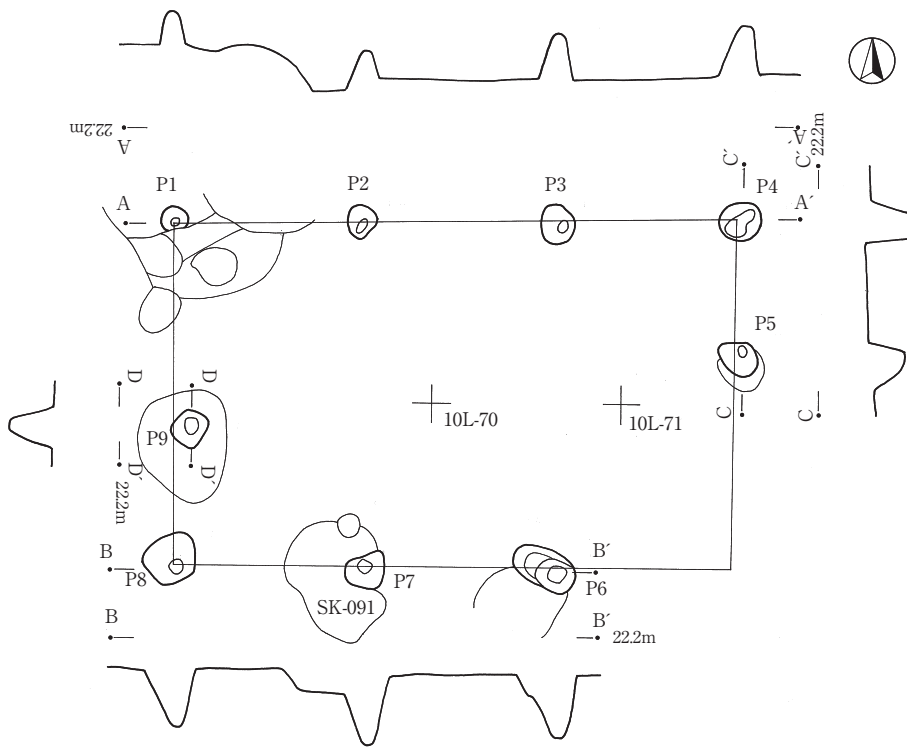 22.2m
A
A´
C´
C´
22.2m
P1
P2
P3
P4
A
A´
P5
D
D
10L-70
10L-71
C
C
P9
D´
D´
22.2m
B
P8
P7
B´
P6
SK-091
B
B´
22.2m